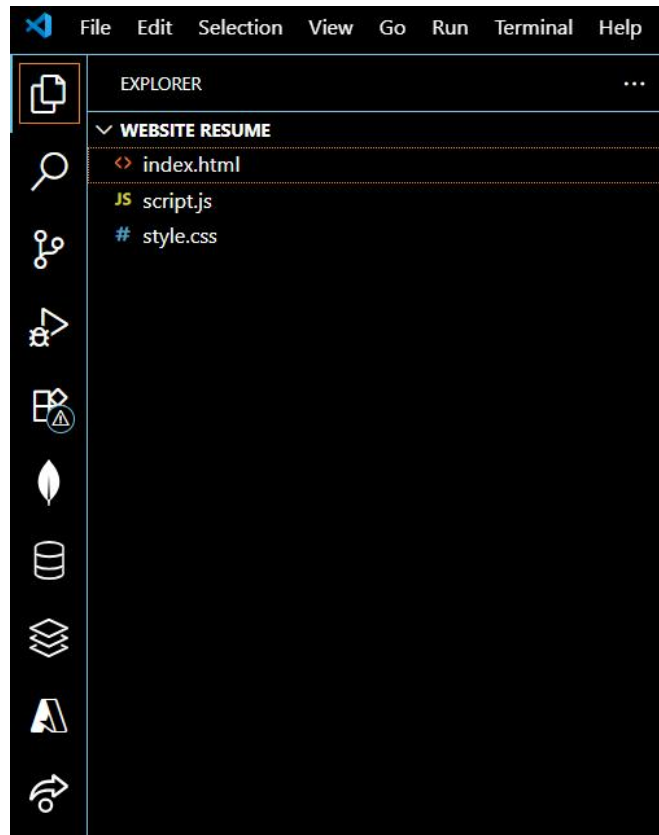 File Edit Selection View Go Run Terminal Help
EXPLORER ...
WEBSITE RESUME
<> index.html
JS script.js
# style.css